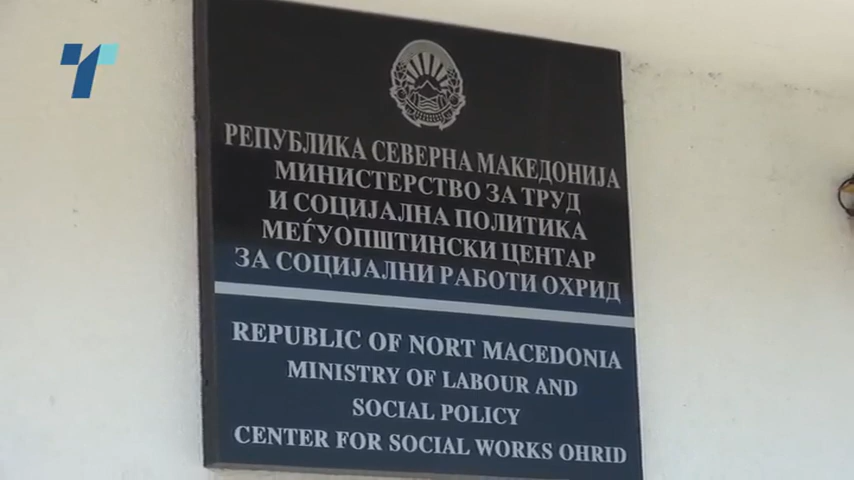 РЕПУБЛИКА СЕВЕРНА МАКЕДОНИЈА
МИНИСТЕРСТВО ЗА ТРУД
И СОЦИЈАЛНА ПОЛИТИКА
МЕЃУОПШТИНСКИ ЦЕНТАР
ЗА СОЦИЈАЛНИ РАБОТИ ОХРИД
REPUBLIC OF NORT MACEDONIA
MINISTRY OF LABOUR AND
SOCIAL POLICY
CENTER FOR SOCIAL WORKS OHRID